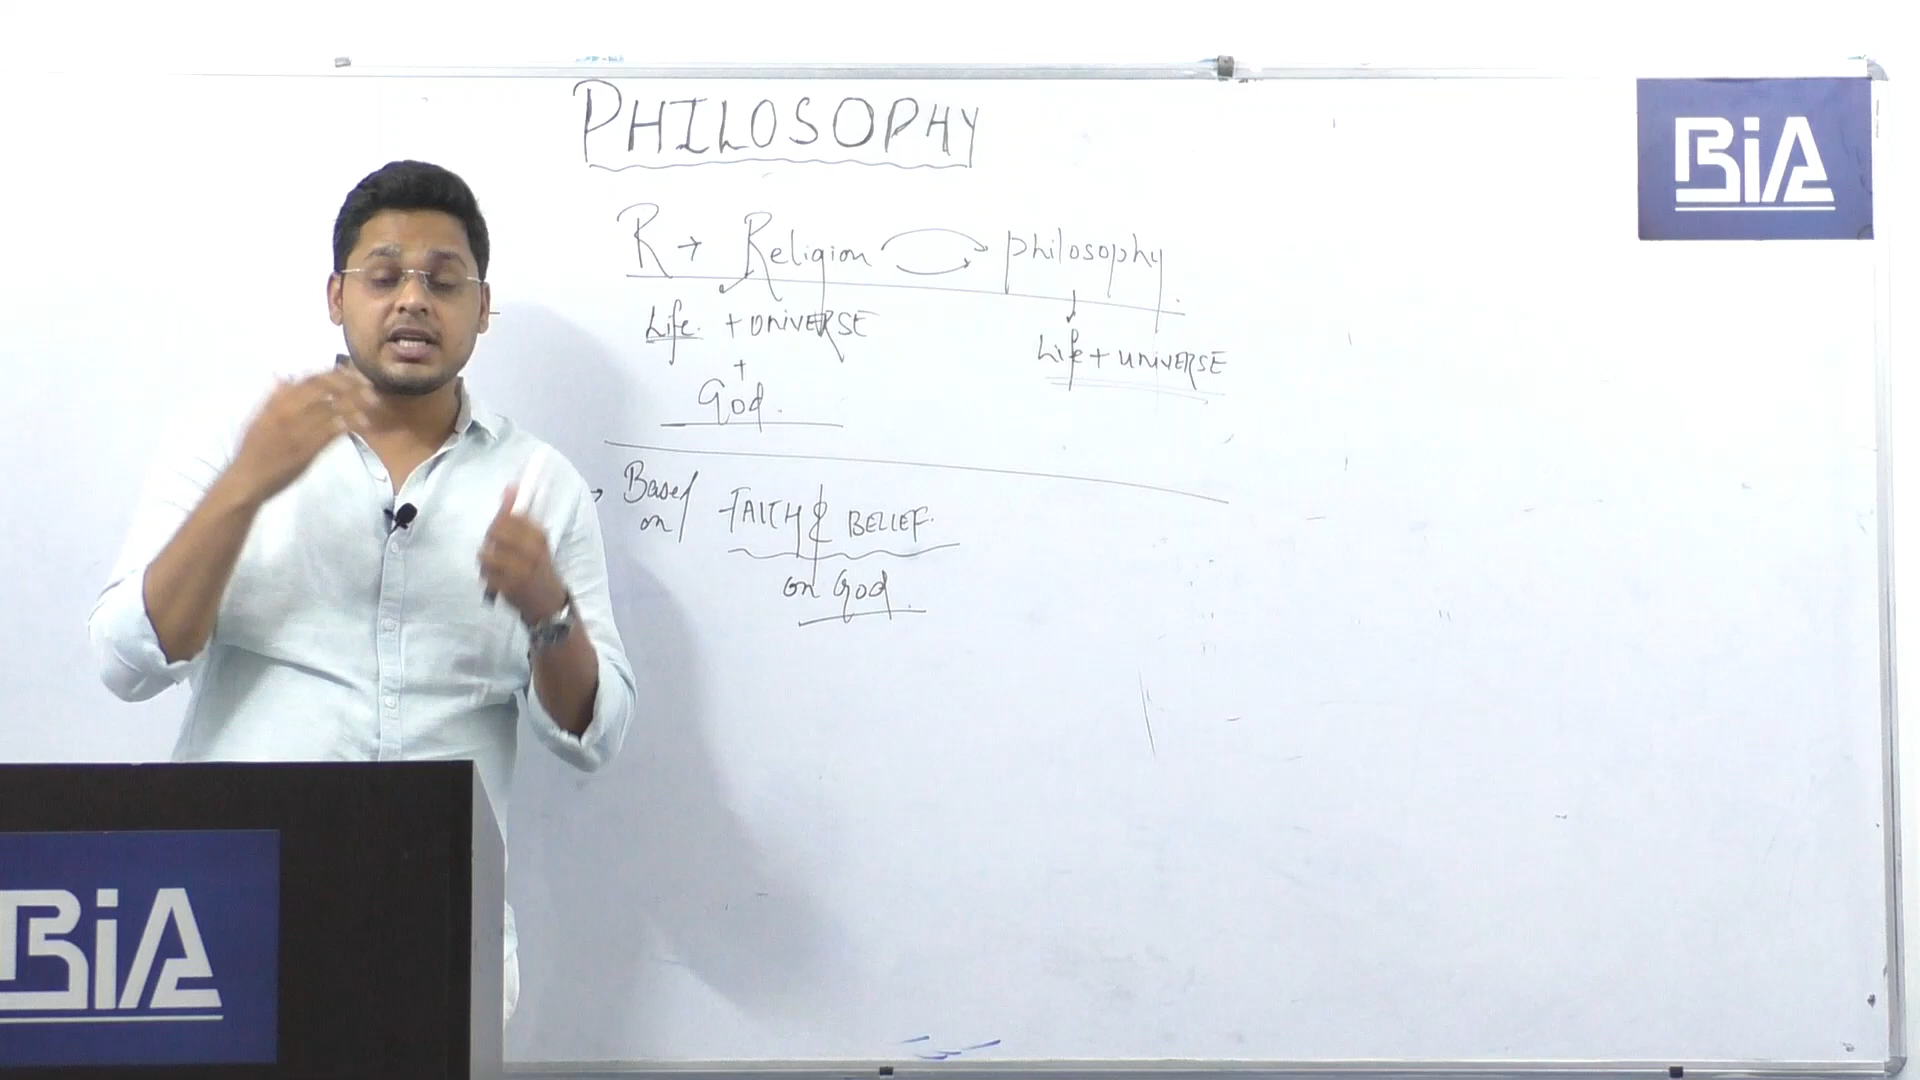 PHILOSOPHY
BiA
R → Religion philosophy
Life + UNIVERSE
+
God.
Life + UNIVERSE
→ Based on FAITH & BELIEF.
on God.
BiA